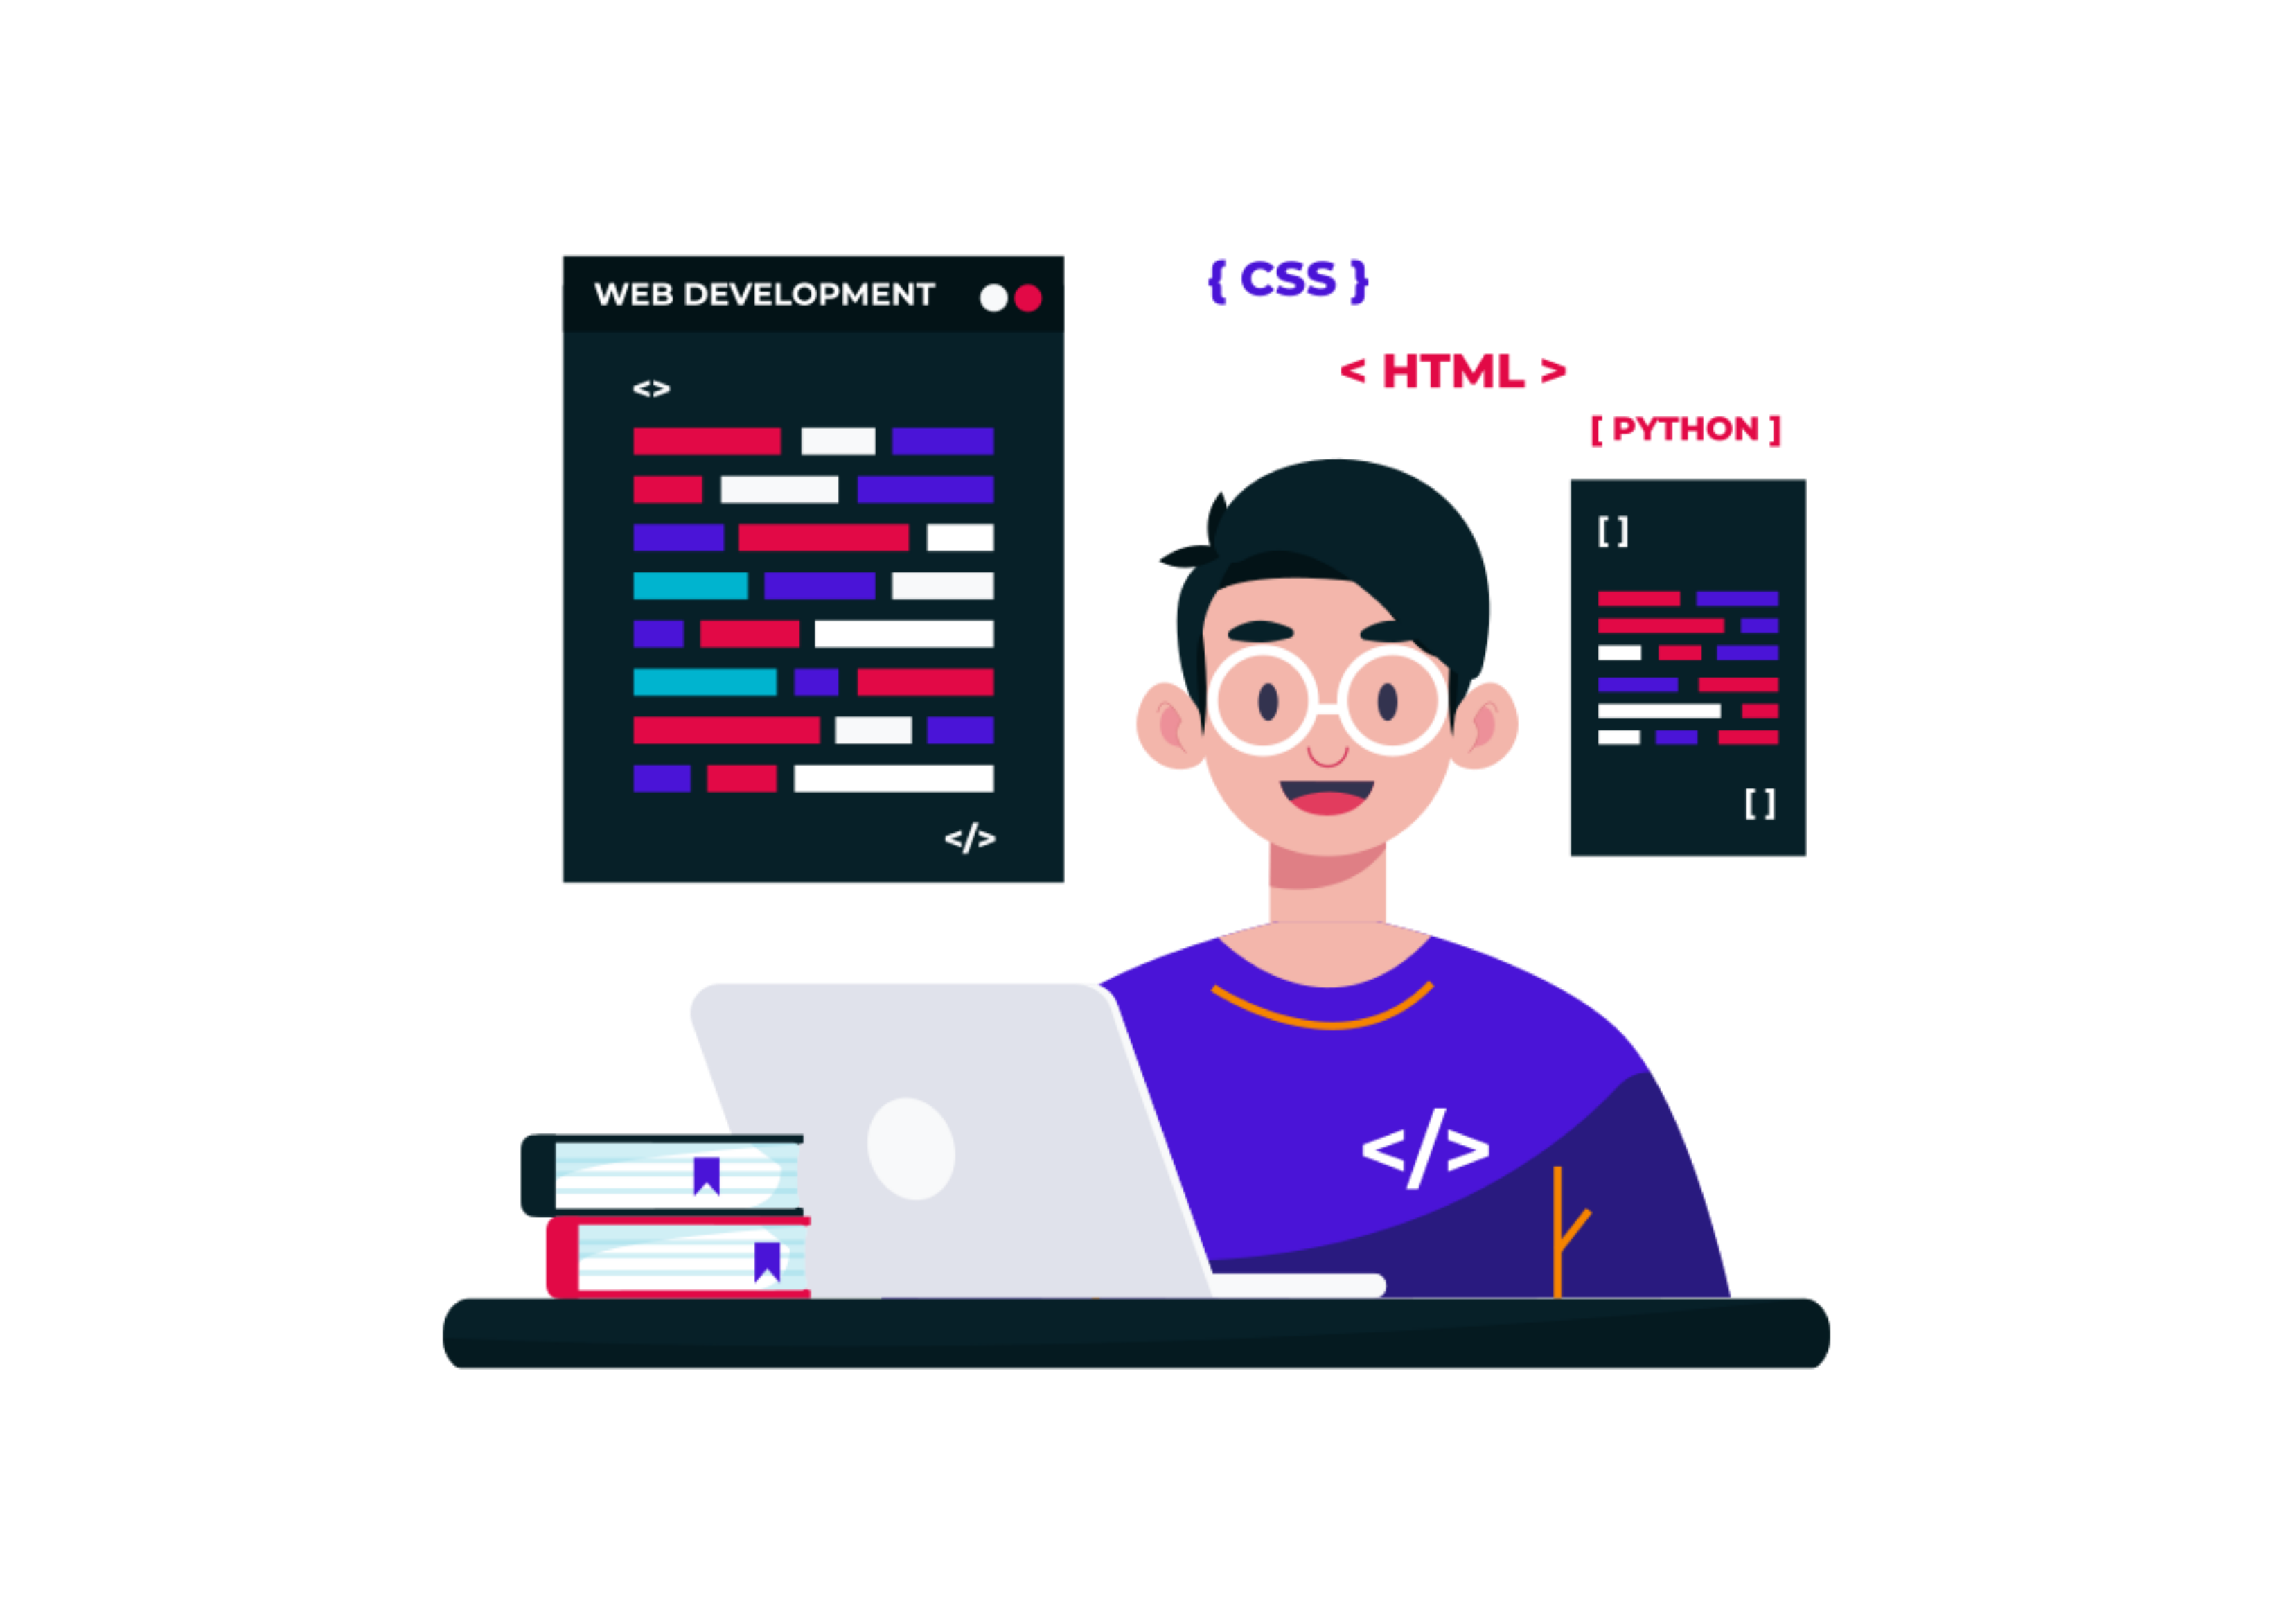 WEB DEVELOPMENT
<>
</>
{ CSS }
< HTML >
[ PYTHON ]
[ ]
[ ]
</>